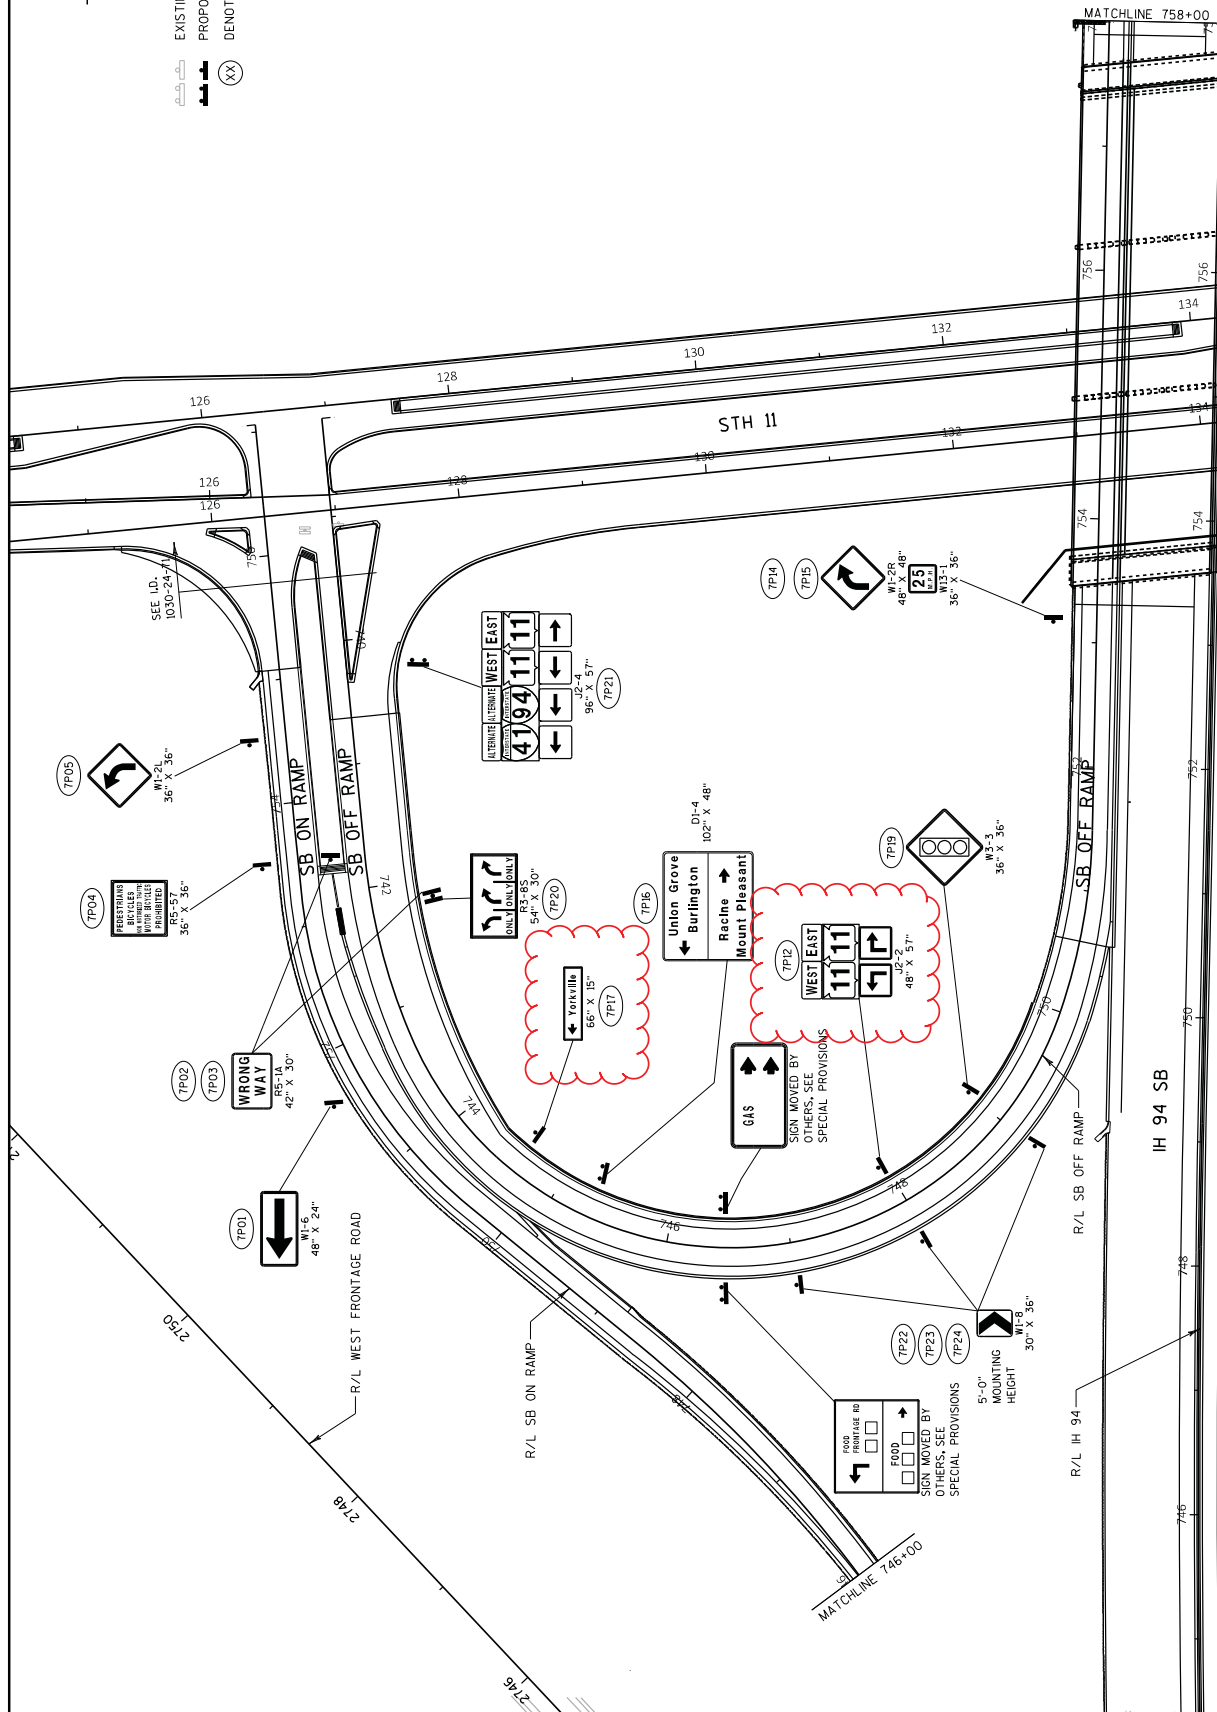 EXISTI
PROPO
DENOT
XX
MATCHLINE 758+00
756
756
134
132
130
128
126
STH 11
134
132
130
128
126
126
754
754
SEE I.D.
1030-24-71
756
740
7P14
7P15
W1-2R
48" X 48"
25
M.P.H
W13-1
36" X 36"
ALTERNATE
ALTERNATE
WEST
EAST
INTERSTATE
41
INTERSTATE
94
11
11
J2-4
96" X 57"
7P21
7P05
W1-2L
36" X 36"
754
SB ON RAMP
SB OFF RAMP
752
752
SB OFF RAMP
7P04
PEDESTRIANS
BICYCLES
MOTOR BICYCLES
PROHIBITED
R5-57
36" X 36"
742
ONLY
ONLY
ONLY
R3-8S
54" X 30"
7P20
D1-4
102" X 48"
7P16
Union Grove
Burlington
Racine
Mount Pleasant
7P19
W3-3
36" X 36"
7P12
WEST
EAST
11
11
J2-2
48" X 57"
Yorkville
66" X 15"
7P17
7P02
7P03
WRONG
WAY
R5-1A
42" X 30"
752
744
GAS
SIGN MOVED BY
OTHERS, SEE
SPECIAL PROVISIONS
750
750
R/L SB OFF RAMP
IH 94 SB
7P01
W1-6
48" X 24"
R/L WEST FRONTAGE ROAD
750
746
748
748
2750
R/L SB ON RAMP
748
7P22
7P23
7P24
W1-8
30" X 36"
5'-0"
MOUNTING
HEIGHT
FOOD
FRONTAGE RD
FOOD
SIGN MOVED BY
OTHERS, SEE
SPECIAL PROVISIONS
R/L IH 94
746
2748
MATCHLINE 746+00
2746